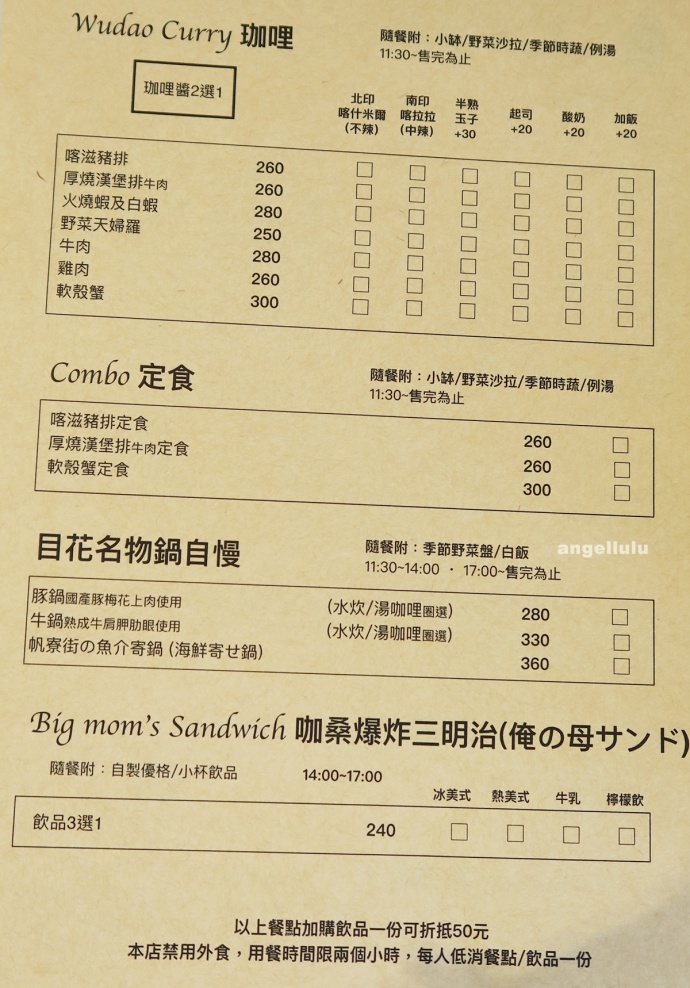 Wudao Curry 珈哩
隨餐附：小缽/野菜沙拉/季節時蔬/例湯
11:30~售完為止
珈哩醬2選1
北印 喀什米爾 (不辣)
南印 喀拉拉 (中辣)
半熟 玉子 +30
起司 +20
酸奶 +20
加飯 +20
喀滋豬排 260
厚燒漢堡排牛肉 260
火燒蝦及白蝦 280
野菜天婦羅 250
牛肉 280
雞肉 260
軟殼蟹 300
Combo 定食
隨餐附：小缽/野菜沙拉/季節時蔬/例湯
11:30~售完為止
喀滋豬排定食 260
厚燒漢堡排牛肉定食 260
軟殼蟹定食 300
目花名物鍋自慢
隨餐附：季節野菜盤/白飯
11:30~14:00 · 17:00~售完為止
angellulu
豚鍋國產豚梅花上肉使用 (水炊/湯咖哩圈選) 280
牛鍋熟成牛肩胛肋眼使用 (水炊/湯咖哩圈選) 330
帆寮街の魚介寄鍋 (海鮮寄せ鍋) 360
Big mom's Sandwich 咖桑爆炸三明治(俺の母サンド)
隨餐附：自製優格/小杯飲品 14:00~17:00
冰美式 熱美式 牛乳 檸檬飲
飲品3選1 240
以上餐點加購飲品一份可折抵50元
本店禁用外食，用餐時間限兩個小時，每人低消餐點/飲品一份